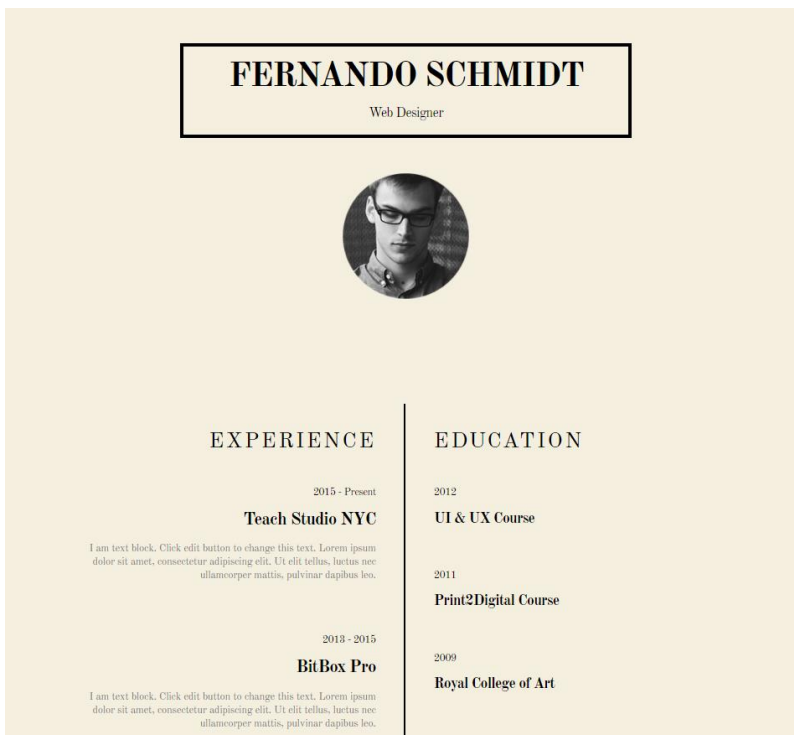 FERNANDO SCHMIDT
Web Designer
EXPERIENCE
2015 - Present
Teach Studio NYC
I am text block. Click edit button to change this text. Lorem ipsum
dolor sit amet, consectetur adipiscing elit. Ut elit tellus, luctus nec
ullamcorper mattis, pulvinar dapibus leo.
2013 - 2015
BitBox Pro
I am text block. Click edit button to change this text. Lorem ipsum
dolor sit amet, consectetur adipiscing elit. Ut elit tellus, luctus nec
ullamcorper mattis, pulvinar dapibus leo.
EDUCATION
2012
UI & UX Course
2011
Print2Digital Course
2009
Royal College of Art